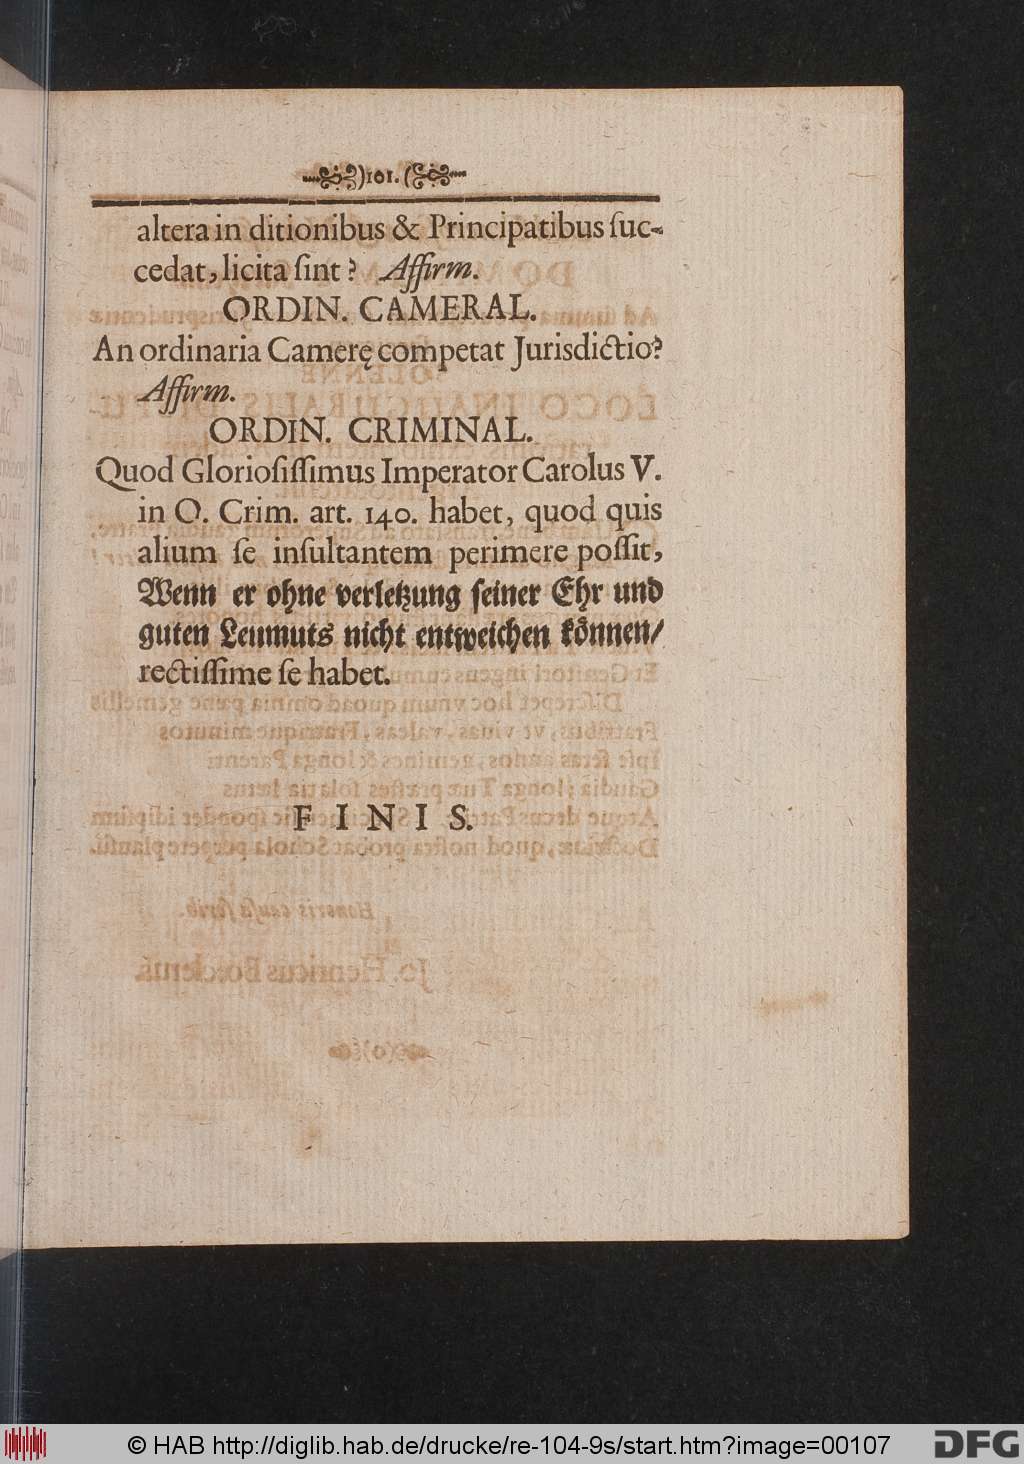 )101.(
altera in ditionibus & Principatibus ſuc-
cedat, licita ſint? Affirm.
ORDIN. CAMERAL.
An ordinaria Camerę competat Jurisdictio?
Affirm.
ORDIN. CRIMINAL.
Quod Glorioſiſſimus Imperator Carolus V.
in O. Crim. art. 140. habet, quod quis
alium ſe inſultantem perimere poſſit,
Wenn er ohne verletzung ſeiner Ehr und
guten Leumuts nicht entweichen können/
rectiſſime ſe habet.
FINIS.
© HAB http://diglib.hab.de/drucke/re-104-9s/start.htm?image=00107
DFG